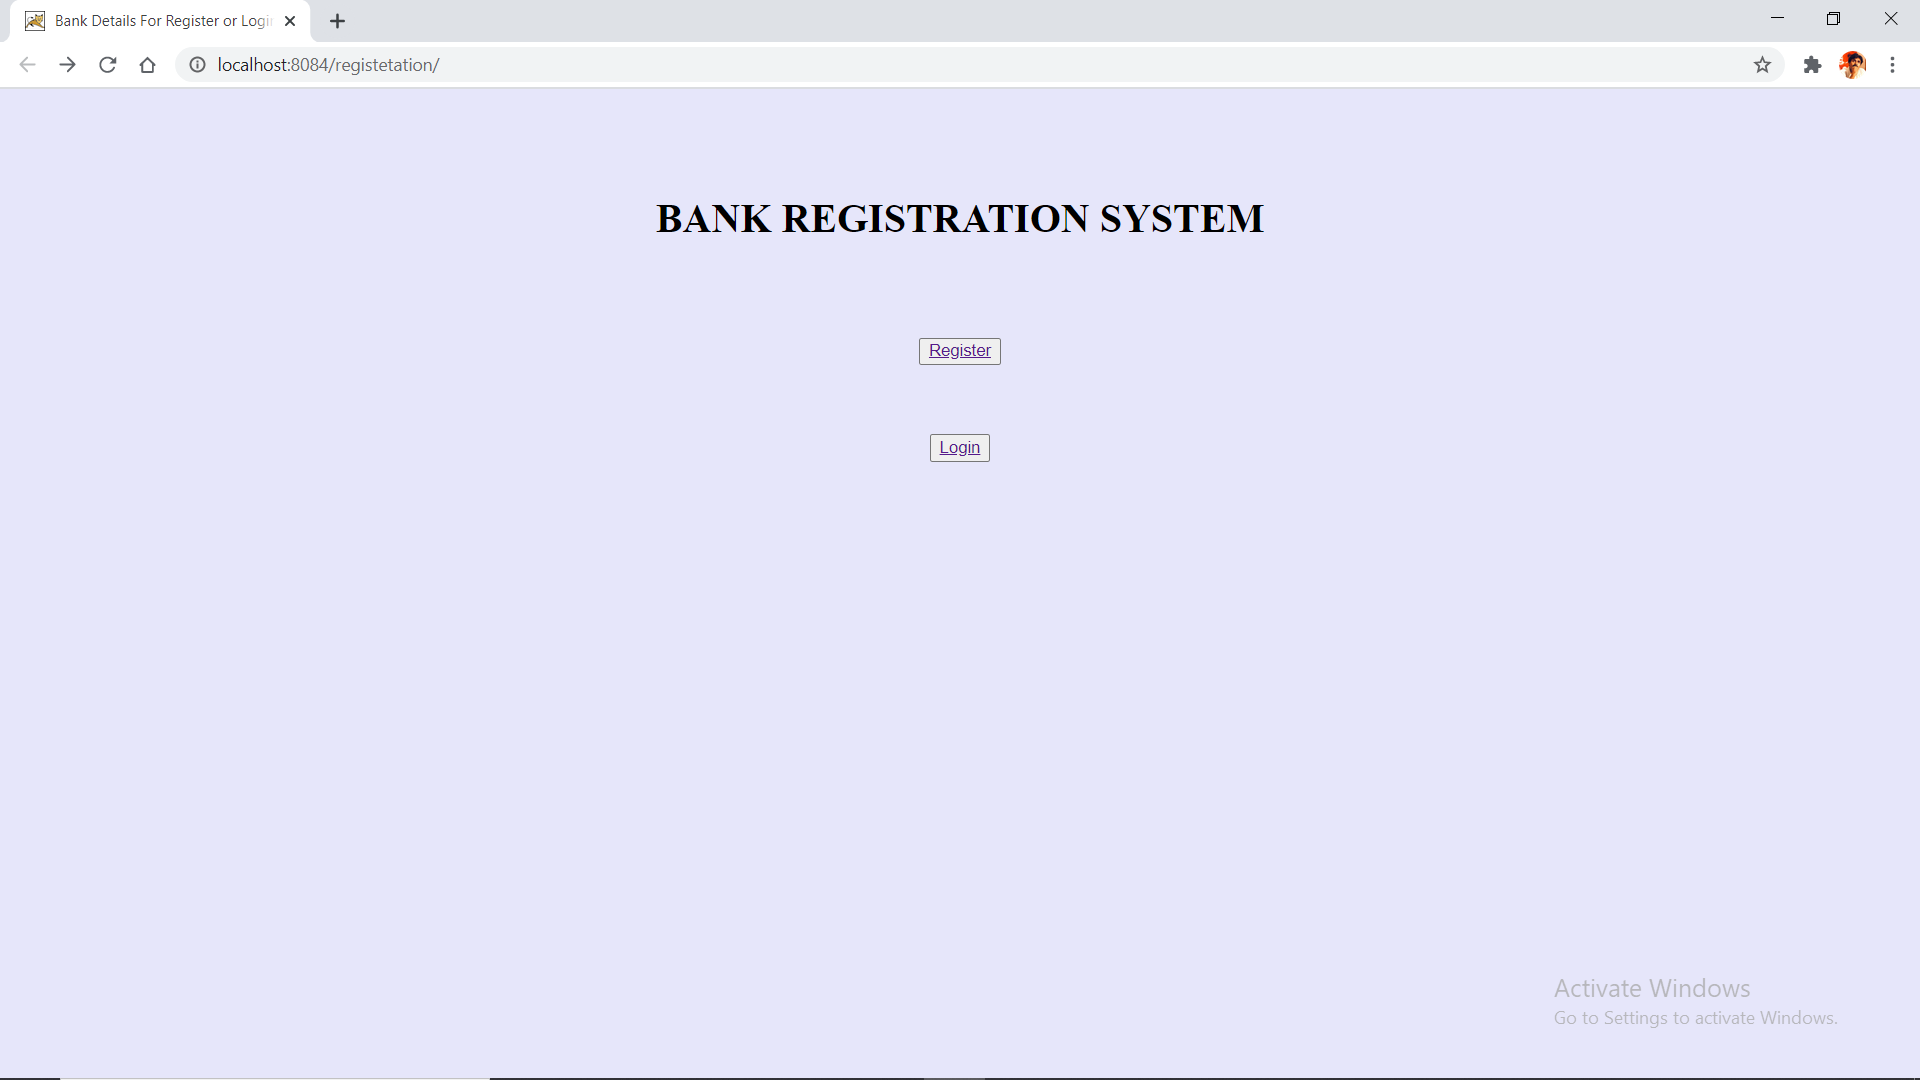 Bank Details For Register or Login
localhost:8084/registetation/
BANK REGISTRATION SYSTEM
Register
Login
Activate Windows
Go to Settings to activate Windows.